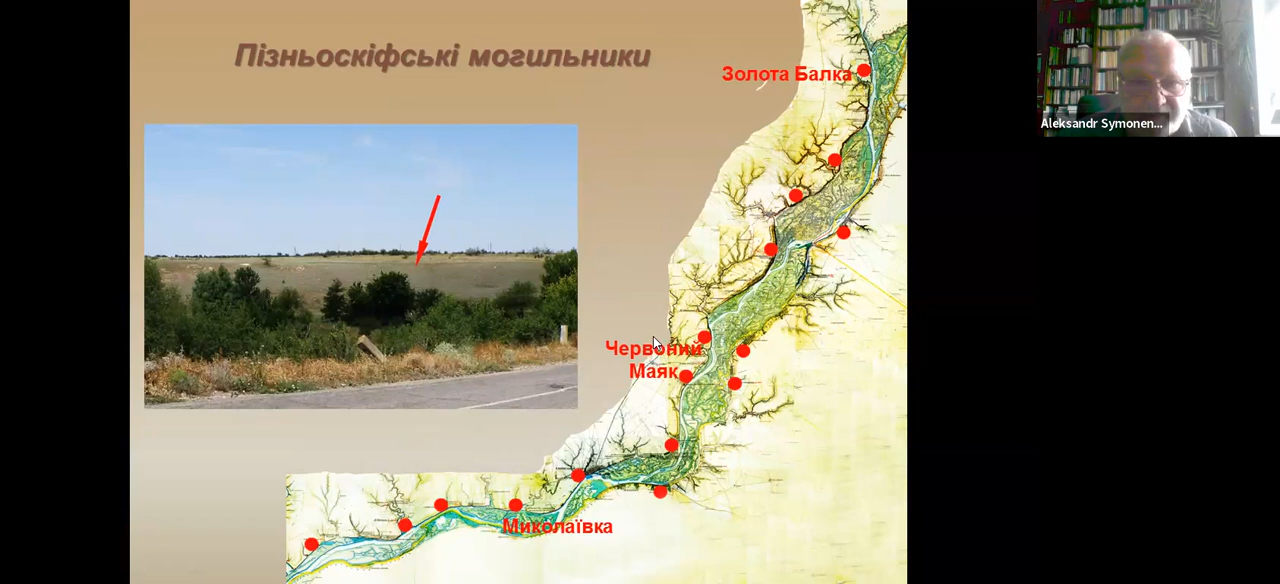 Пізньоскіфські могильники
Золота Балка
Aleksandr Symonen...
Червоний
Маяк
Миколаївка